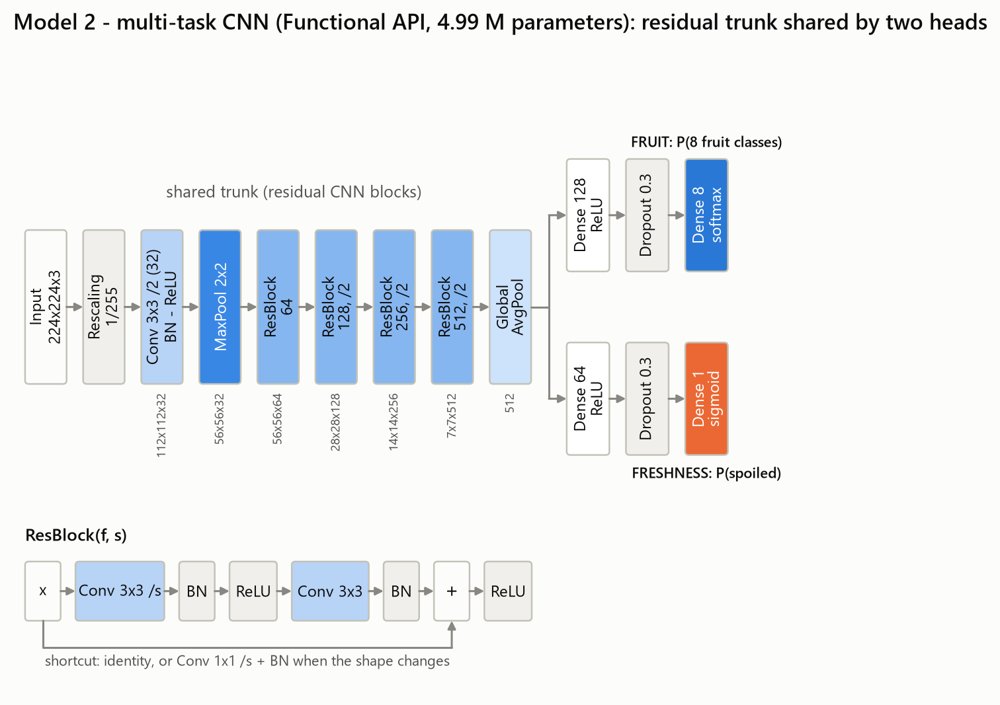 Model 2 - multi-task CNN (Functional API, 4.99 M parameters): residual trunk shared by two heads
shared trunk (residual CNN blocks)
Input
224x224x3
Rescaling
1/255
Conv 3x3 /2 (32)
BN - ReLU
MaxPool 2x2
ResBlock
64
ResBlock
128, /2
ResBlock
256, /2
ResBlock
512, /2
Global
AvgPool
112x112x32
56x56x32
56x56x64
28x28x128
14x14x256
7x7x512
512
FRUIT: P(8 fruit classes)
Dense 128
ReLU
Dropout 0.3
Dense 8
softmax
Dense 64
ReLU
Dropout 0.3
Dense 1
sigmoid
FRESHNESS: P(spoiled)
ResBlock(f, s)
x
Conv 3x3 /s
BN
ReLU
Conv 3x3
BN
+
ReLU
shortcut: identity, or Conv 1x1 /s + BN when the shape changes